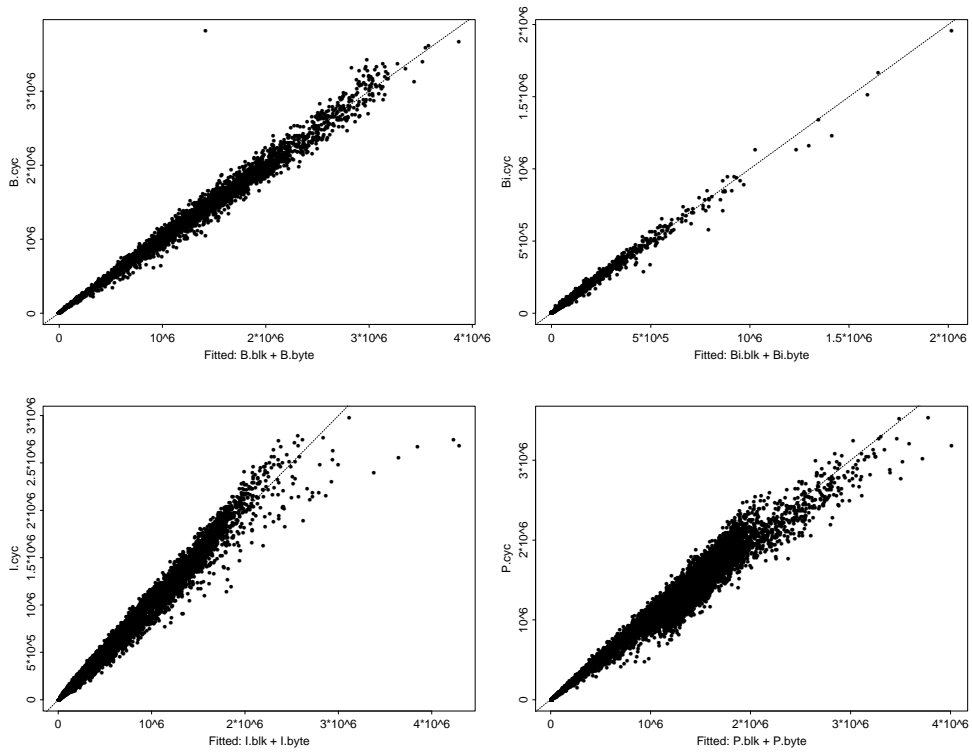 B.cyc
3*10^6
2*10^6
10^6
0
0 10^6 2*10^6 3*10^6 4*10^6
Fitted: B.blk + B.byte
Bi.cyc
2*10^6
1.5*10^6
10^6
5*10^5
0
0 5*10^5 10^6 1.5*10^6 2*10^6
Fitted: Bi.blk + Bi.byte
I.cyc
3*10^6
2.5*10^6
2*10^6
1.5*10^6
10^6
5*10^5
0
0 10^6 2*10^6 3*10^6 4*10^6
Fitted: I.blk + I.byte
P.cyc
3*10^6
2*10^6
10^6
0
0 10^6 2*10^6 3*10^6 4*10^6
Fitted: P.blk + P.byte